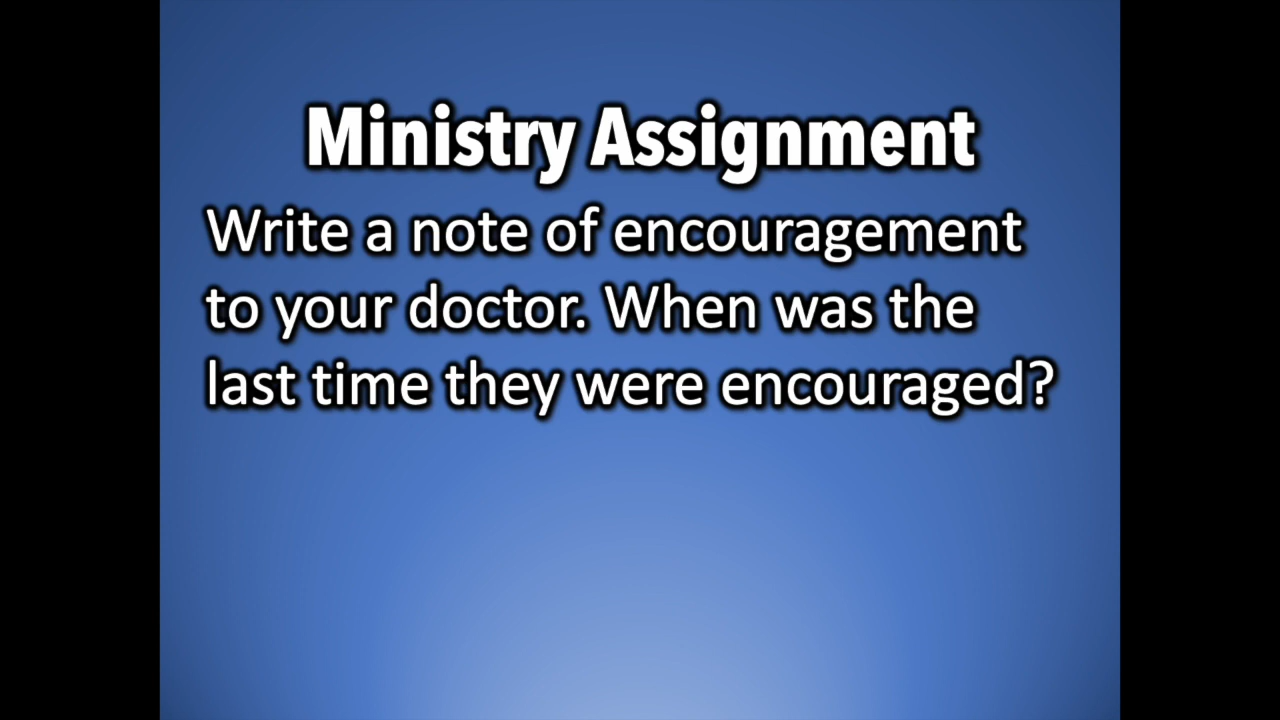 Ministry Assignment
Write a note of encouragement
to your doctor. When was the
last time they were encouraged?